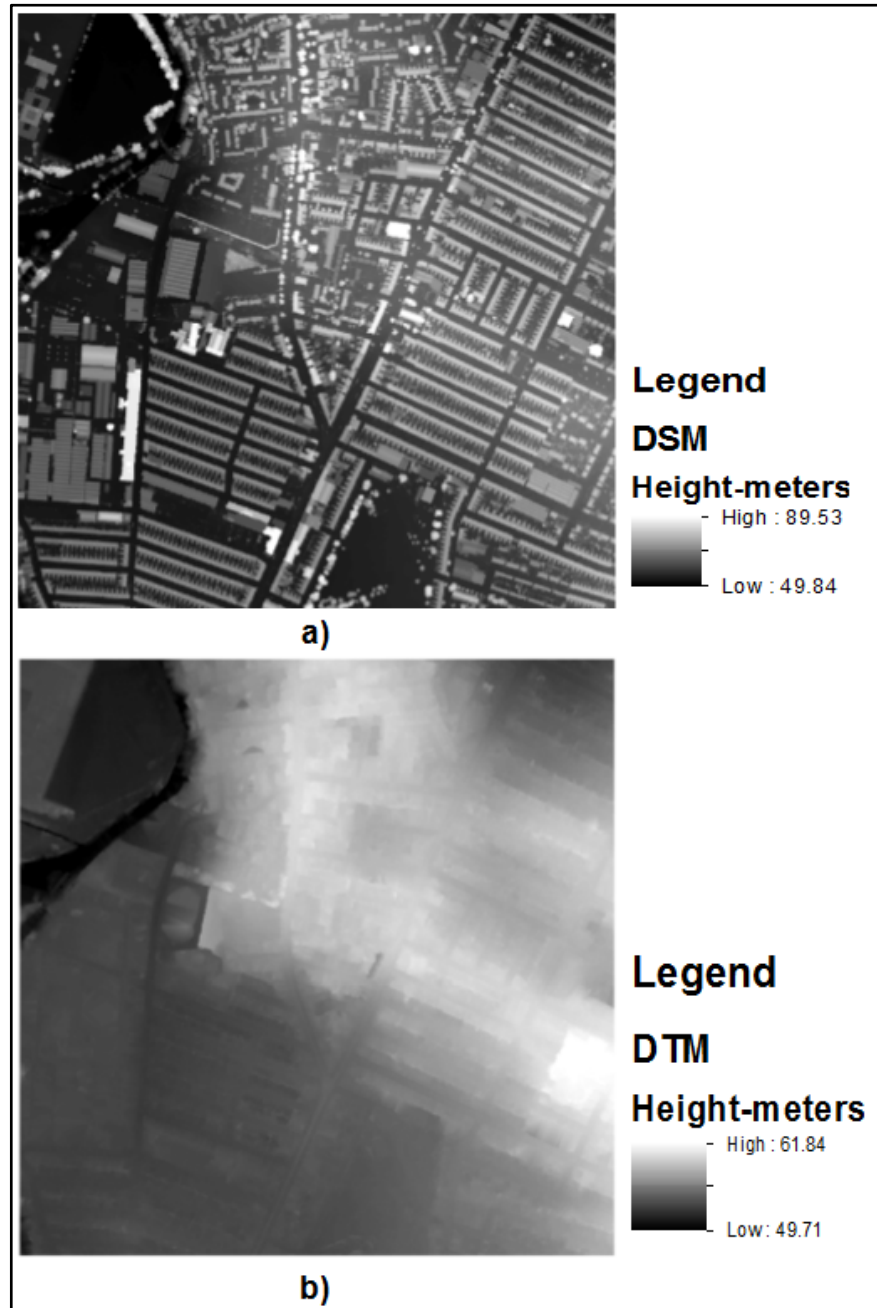 Legend
DSM
Height-meters
High : 89.53
Low : 49.84
a)
Legend
DTM
Height-meters
High : 61.84
Low : 49.71
b)